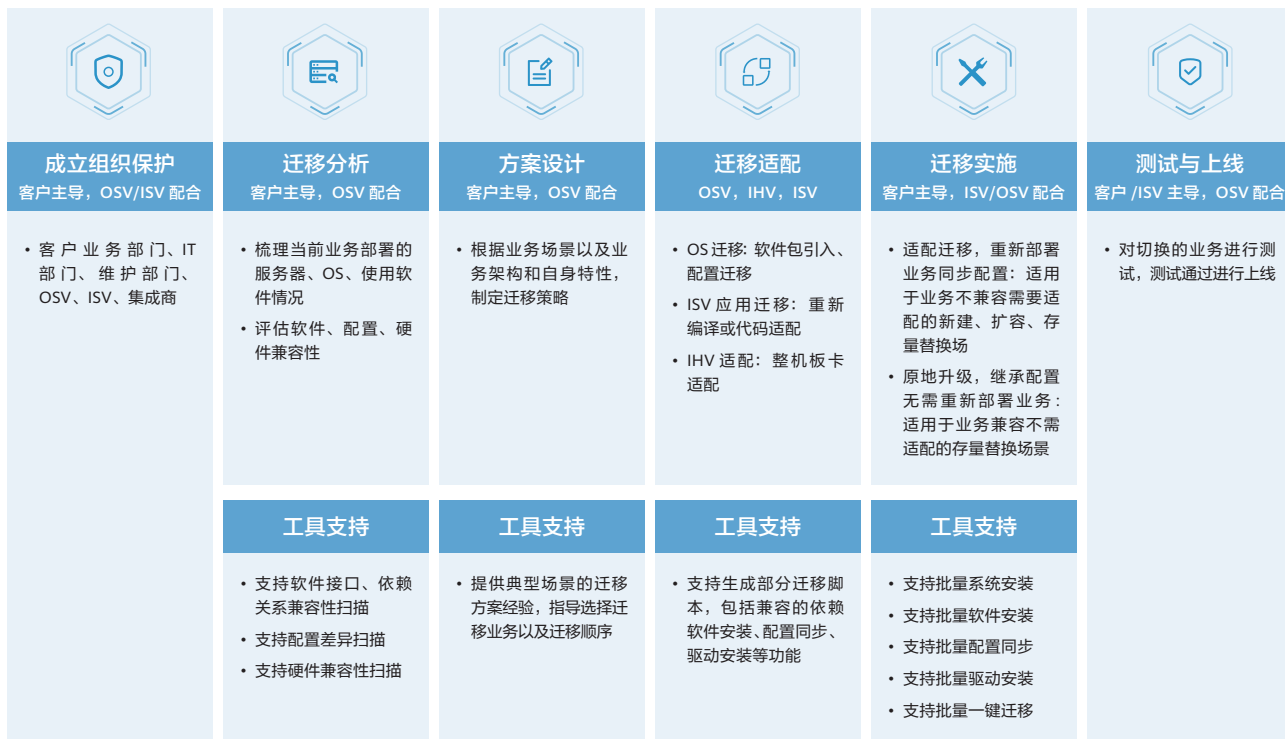 成立组织保护
客户主导，OSV/ISV 配合
• 客户业务部门、IT
部门、维护部门、
OSV、ISV、集成商
迁移分析
客户主导，OSV 配合
• 梳理当前业务部署的
服务器、OS、使用软
件情况
• 评估软件、配置、硬
件兼容性
工具支持
• 支持软件接口、依赖
关系兼容性扫描
• 支持配置差异扫描
• 支持硬件兼容性扫描
方案设计
客户主导，OSV 配合
• 根据业务场景以及业
务架构和自身特性，
制定迁移策略
工具支持
• 提供典型场景的迁移
方案经验，指导选择迁
移业务以及迁移顺序
迁移适配
OSV，IHV，ISV
• OS 迁移：软件包引入、
配置迁移
• ISV 应用迁移：重新
编译或代码适配
• IHV 适配：整机板卡
适配
工具支持
• 支持生成部分迁移脚
本，包括兼容的依赖
软件安装、配置同步、
驱动安装等功能
迁移实施
客户主导，ISV/OSV 配合
• 适配迁移，重新部署
业务同步配置：适用
于业务不兼容需要适
配的新建、扩容、存
量替换场
• 原地升级，继承配置
无需重新部署业务：
适用于业务兼容不需
适配的存量替换场景
工具支持
• 支持批量系统安装
• 支持批量软件安装
• 支持批量配置同步
• 支持批量驱动安装
• 支持批量一键迁移
测试与上线
客户 /ISV 主导，OSV 配合
• 对切换的业务进行测
试，测试通过进行上线